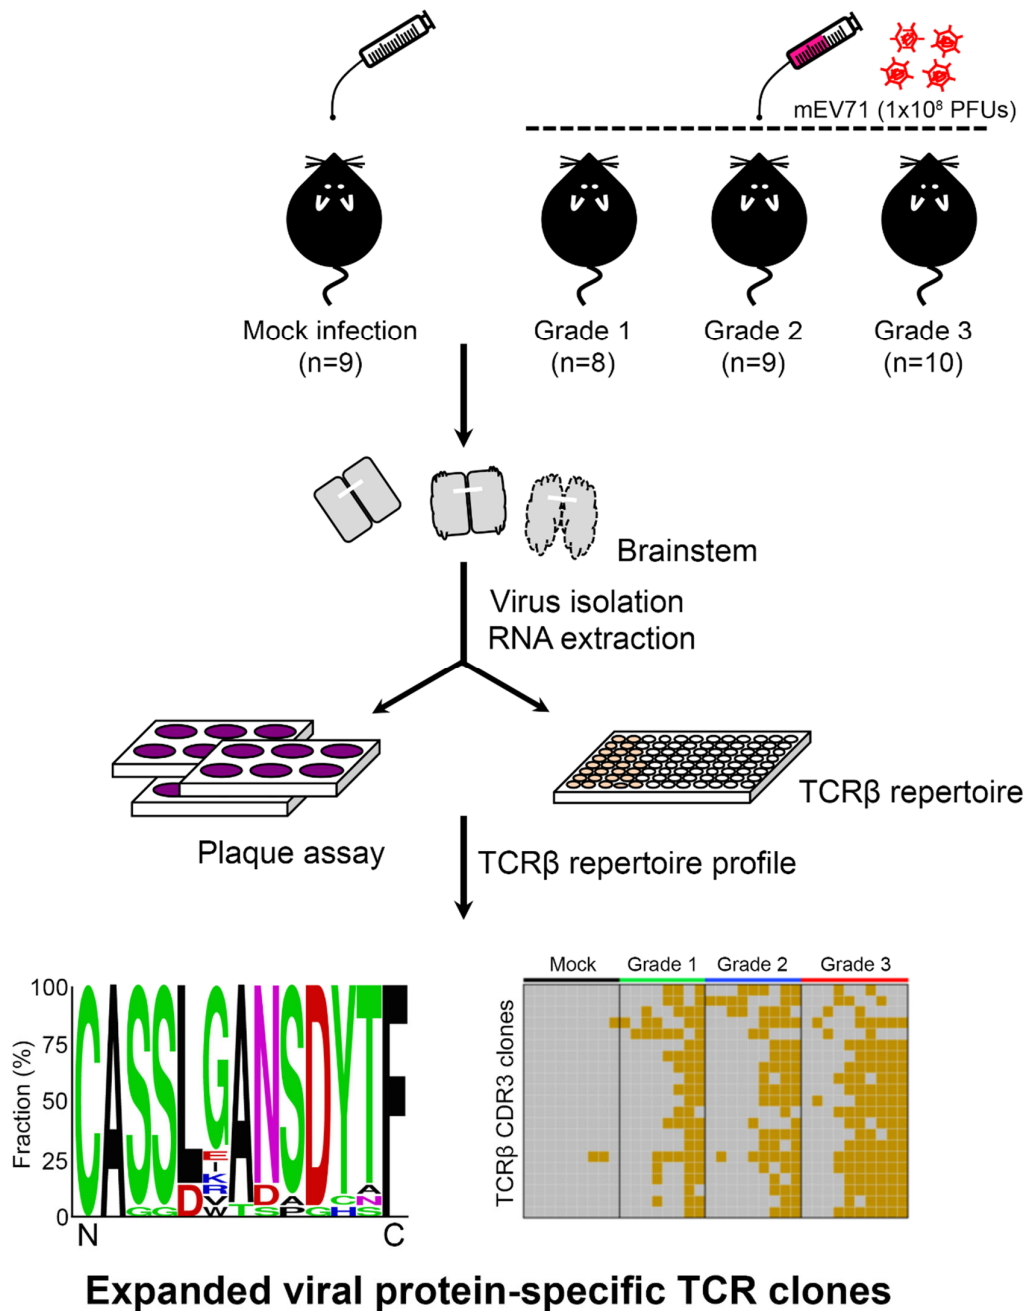 mEV71 (1x10⁸ PFUs)
Mock infection
(n=9)
Grade 1
(n=8)
Grade 2
(n=9)
Grade 3
(n=10)
Brainstem
Virus isolation
RNA extraction
TCRβ repertoire
Plaque assay
TCRβ repertoire profile
Mock Grade 1 Grade 2 Grade 3
TCRβ CDR3 clones
Fraction (%)
100
75
50
25
0
CASSLGANSDYTF
E
I
K
R
V
W
G G D T D S A P G C H A N S
N C
Expanded viral protein-specific TCR clones